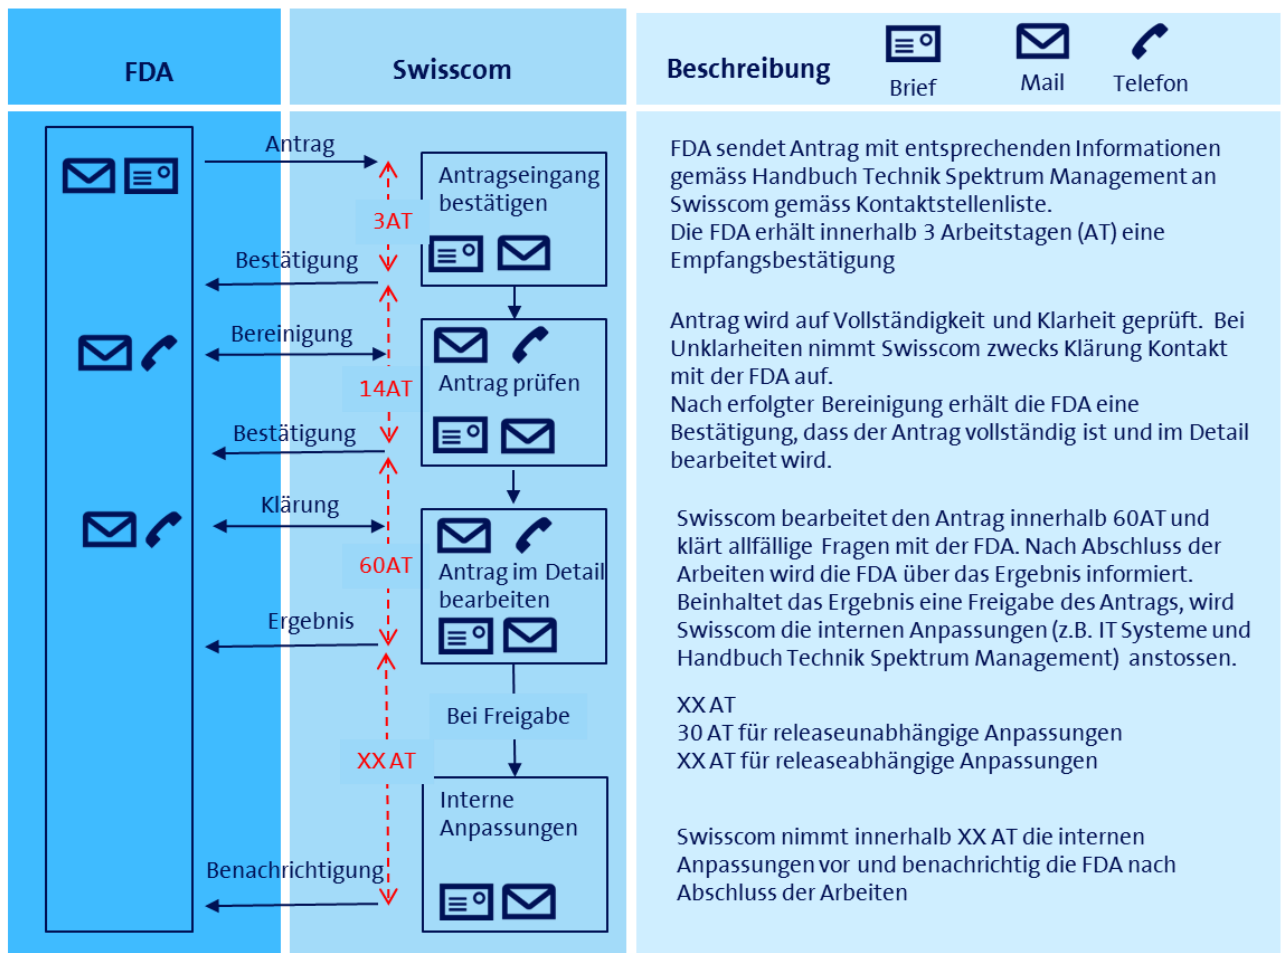 FDA
Swisscom
Beschreibung
Brief
Mail
Telefon
Antrag
3AT
Bestätigung
Bereinigung
14AT
Bestätigung
Klärung
60AT
Ergebnis
XX AT
Benachrichtigung
Antragseingang
bestätigen
Antrag prüfen
Antrag im Detail
bearbeiten
Bei Freigabe
Interne
Anpassungen
FDA sendet Antrag mit entsprechenden Informationen
gemäss Handbuch Technik Spektrum Management an
Swisscom gemäss Kontaktstellenliste.
Die FDA erhält innerhalb 3 Arbeitstagen (AT) eine
Empfangsbestätigung
Antrag wird auf Vollständigkeit und Klarheit geprüft. Bei
Unklarheiten nimmt Swisscom zwecks Klärung Kontakt
mit der FDA auf.
Nach erfolgter Bereinigung erhält die FDA eine
Bestätigung, dass der Antrag vollständig ist und im Detail
bearbeitet wird.
Swisscom bearbeitet den Antrag innerhalb 60AT und
klärt allfällige Fragen mit der FDA. Nach Abschluss der
Arbeiten wird die FDA über das Ergebnis informiert.
Beinhaltet das Ergebnis eine Freigabe des Antrags, wird
Swisscom die internen Anpassungen (z.B. IT Systeme und
Handbuch Technik Spektrum Management) anstossen.
XX AT
30 AT für releaseunabhängige Anpassungen
XX AT für releaseabhängige Anpassungen
Swisscom nimmt innerhalb XX AT die internen
Anpassungen vor und benachrichtig die FDA nach
Abschluss der Arbeiten